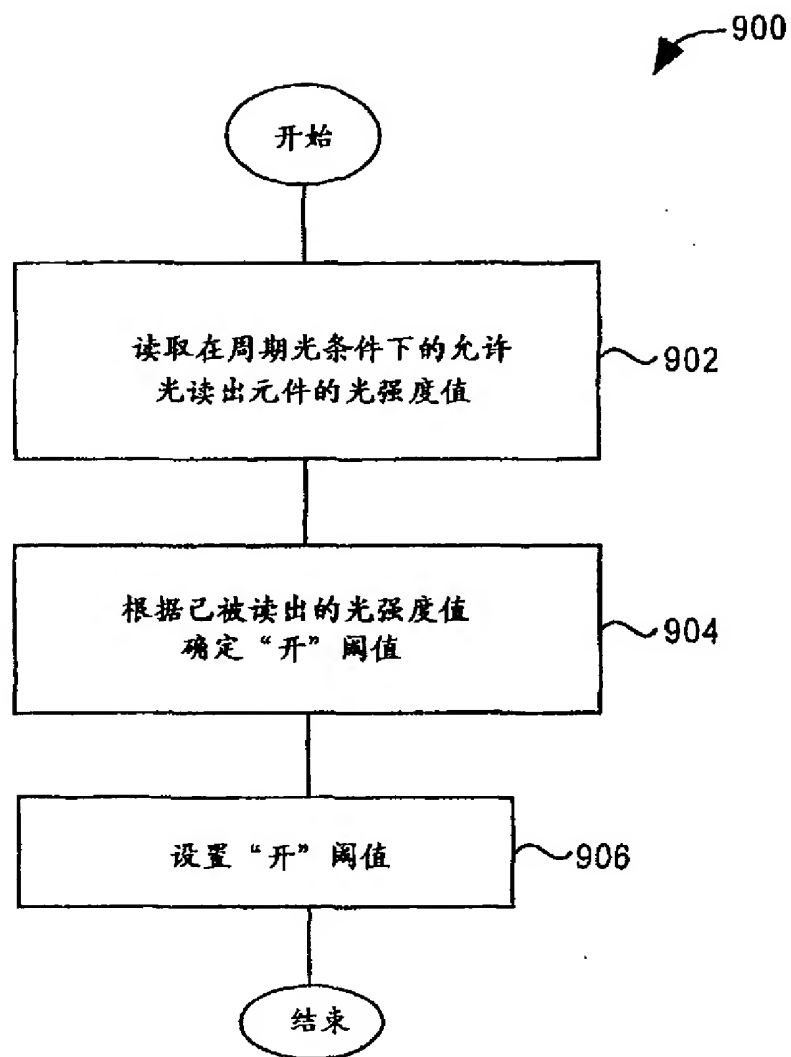 900
开始
读取在周期光条件下的允许
光读出元件的光强度值
902
根据已被读出的光强度值
确定“开”阈值
904
设置“开”阈值
906
结束